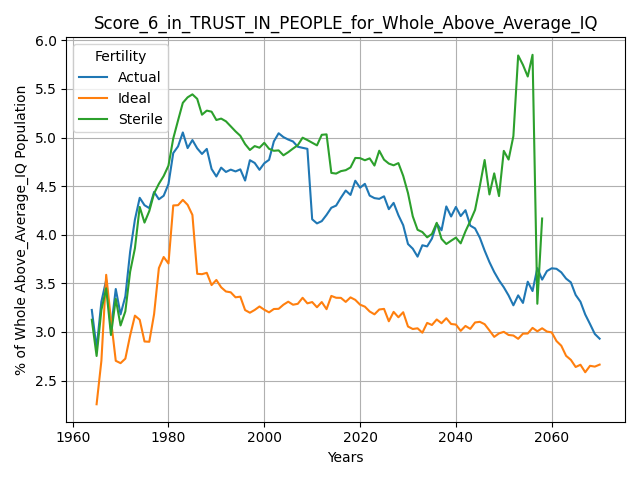 Score_6_in_TRUST_IN_PEOPLE_for_Whole_Above_Average_IQ
Fertility
Actual
Ideal
Sterile
% of Whole Above_Average_IQ Population
6.0
5.5
5.0
4.5
4.0
3.5
3.0
2.5
1960
1980
2000
2020
2040
2060
Years